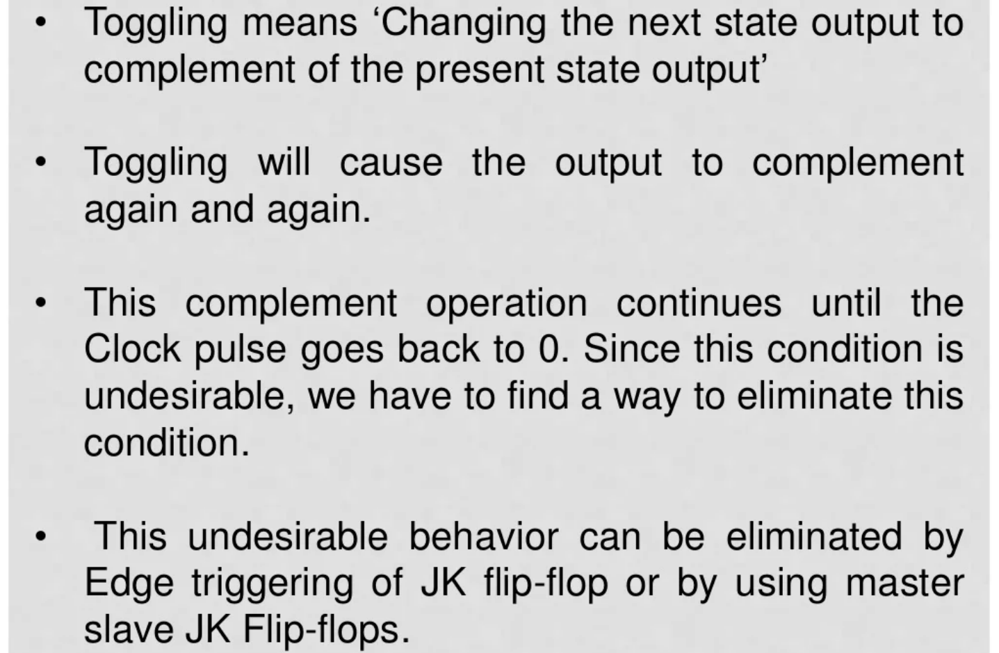 • Toggling means ‘Changing the next state output to
complement of the present state output’
• Toggling will cause the output to complement
again and again.
• This complement operation continues until the
Clock pulse goes back to 0. Since this condition is
undesirable, we have to find a way to eliminate this
condition.
• This undesirable behavior can be eliminated by
Edge triggering of JK flip-flop or by using master
slave JK Flip-flops.